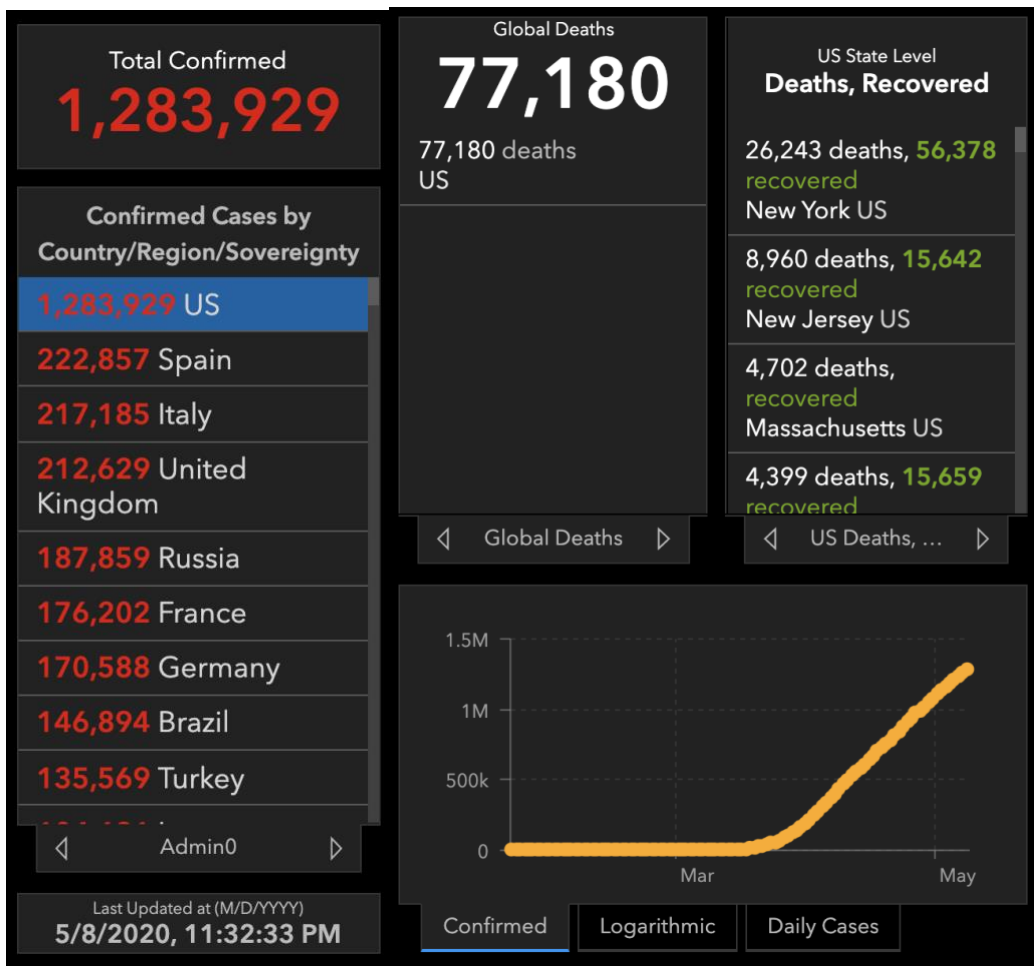 Total Confirmed
1,283,929
Confirmed Cases by
Country/Region/Sovereignty
1,283,929 US
222,857 Spain
217,185 Italy
212,629 United
Kingdom
187,859 Russia
176,202 France
170,588 Germany
146,894 Brazil
135,569 Turkey
Admin0
Last Updated at (M/D/YYYY)
5/8/2020, 11:32:33 PM
Global Deaths
77,180
77,180 deaths
US
Global Deaths
US State Level
Deaths, Recovered
26,243 deaths, 56,378
recovered
New York US
8,960 deaths, 15,642
recovered
New Jersey US
4,702 deaths,
recovered
Massachusetts US
4,399 deaths, 15,659
recovered
US Deaths, ...
1.5M
1M
500k
0
Mar
May
Confirmed
Logarithmic
Daily Cases